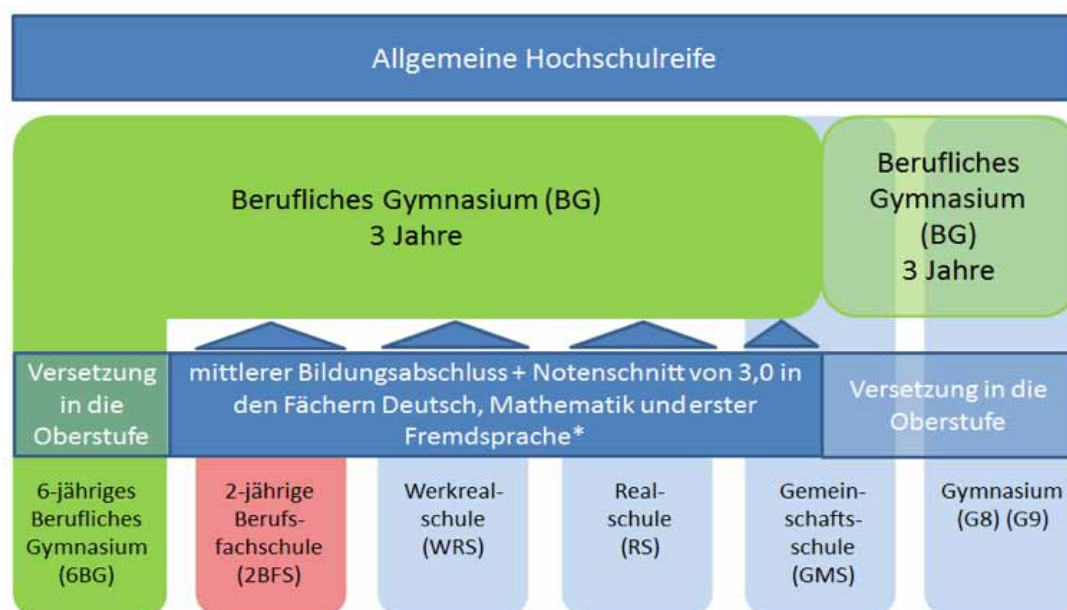 Allgemeine Hochschulreife
Berufliches Gymnasium (BG)
3 Jahre
Berufliches
Gymnasium
(BG)
3 Jahre
Versetzung
in die
Oberstufe
mittlerer Bildungsabschluss + Notenschnitt von 3,0 in
den Fächern Deutsch, Mathematik und erster
Fremdsprache*
Versetzung in die
Oberstufe
6-jähriges
Berufliches
Gymnasium
(6BG)
2-jährige
Berufs-
fachschule
(2BFS)
Werkreal-
schule
(WRS)
Real-
schule
(RS)
Gemein-
schafts-
schule
(GMS)
Gymnasium
(G8) (G9)